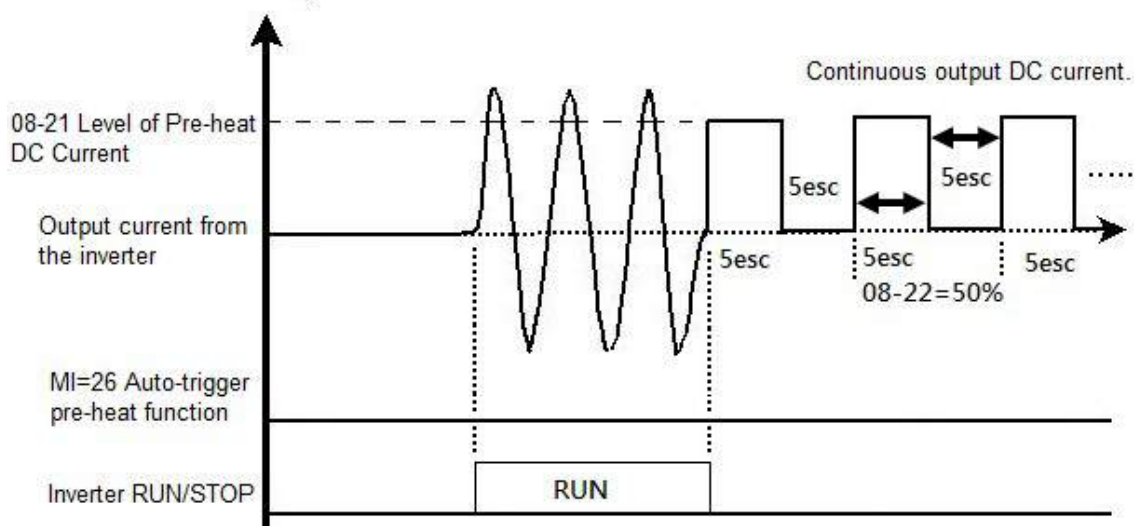 Continuous output DC current.
08-21 Level of Pre-heat
DC Current
5esc
5esc
Output current from
the inverter
5esc
5esc
5esc
08-22=50%
MI=26 Auto-trigger
pre-heat function
Inverter RUN/STOP
RUN